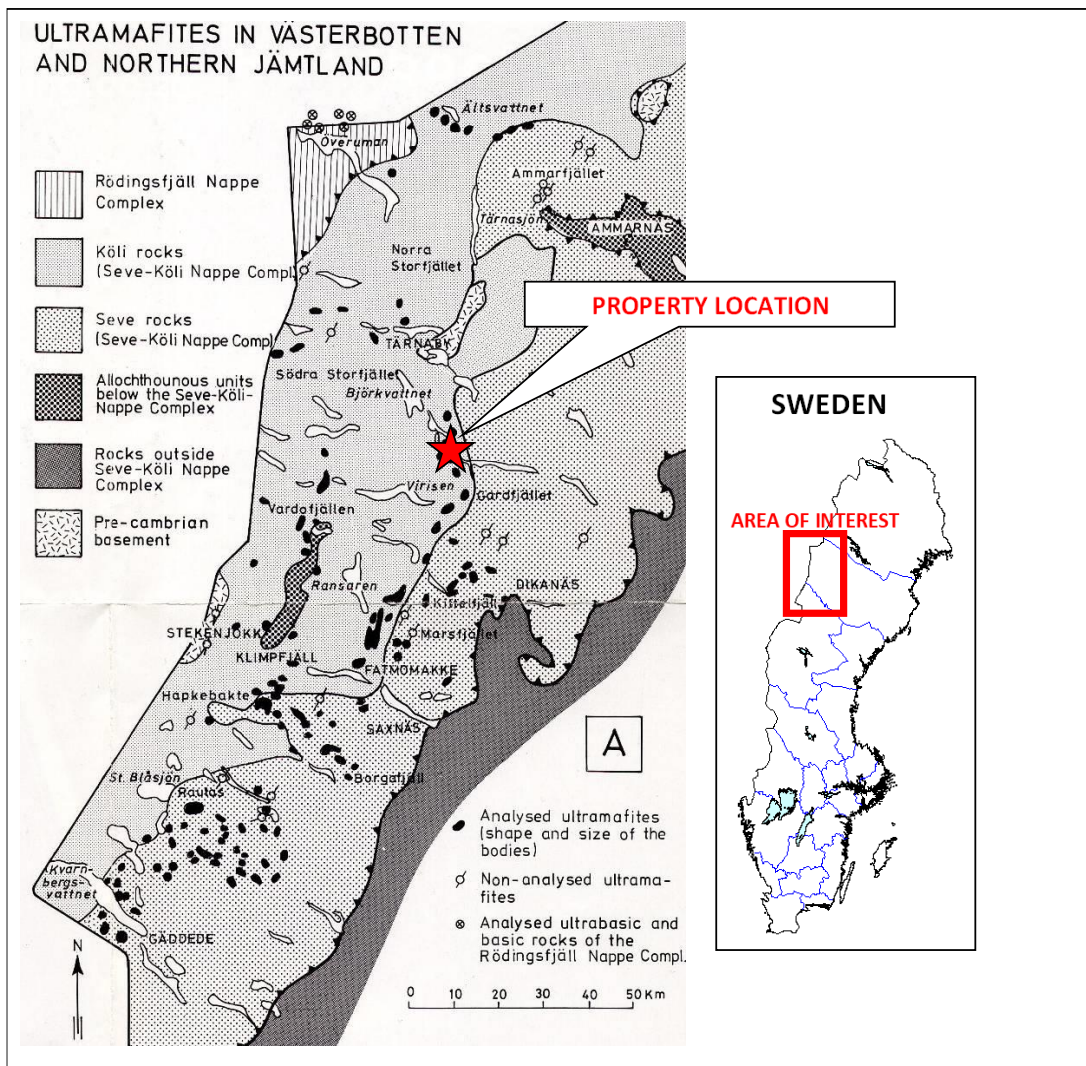 ULTRAMAFITES IN VÄSTERBOTTEN
AND NORTHERN JÄMTLAND
Rödingsfjäll Nappe
Complex
Köli rocks
(Seve-Köli Nappe Compl.
Seve rocks
(Seve-Köli Nappe Comp)
Allochthounous units
below the Seve-Köli-
Nappe Complex
Rocks outside
Seve-Köli Nappe
Complex
Pre-cambrian
basement
Ältsvattnet
Överuman
Ammarfjället
Tärnasjön
AMMARNÄS
Norra
Storfjället
PROPERTY LOCATION
TÄRNABY
Södra Storfjället
Björkvattnet
Virisen
Gardfjället
Vardofjällen
Ransaren
DIKANÄS
Kittelfjäll
STEKENJOKK
Marsfjället
KLIMPFJÄLL
FATMOMAKKE
Hapkebakte
SAXNÄS
A
St. Blåsjön
Borgafjäll
Rautas
Kvarn-
bergs-
vattnet
GÄDDEDE
N
Analysed ultramafites
(shape and size of the
bodies)
Non-analysed ultrama-
fites
Analysed ultrabasic and
basic rocks of the
Rödingsfjäll Nappe Compl.
0 10 20 30 50 Km
SWEDEN
AREA OF INTEREST